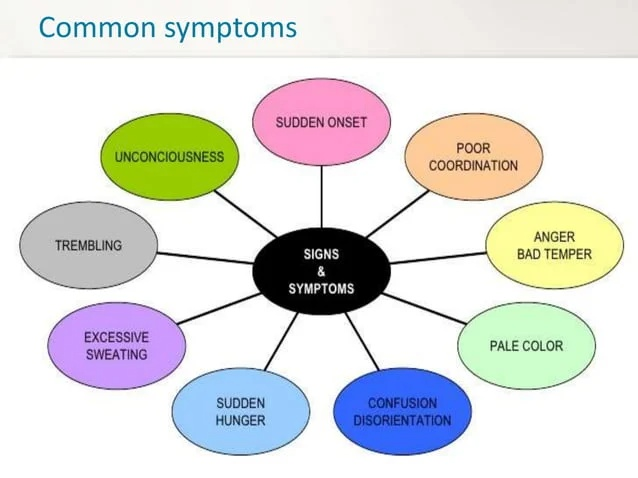 Common symptoms
SUDDEN ONSET
POOR
COORDINATION
ANGER
BAD TEMPER
PALE COLOR
CONFUSION
DISORIENTATION
SUDDEN
HUNGER
EXCESSIVE
SWEATING
TREMBLING
UNCONCIOUSNESS
SIGNS
&
SYMPTOMS